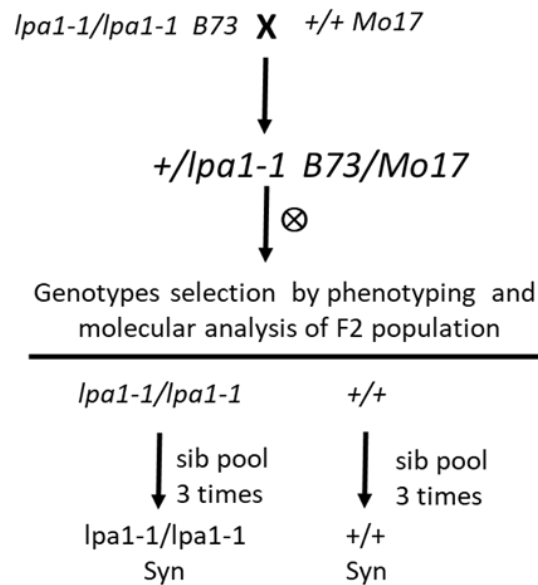 lpa1-1/lpa1-1 B73 X +/+ Mo17
+/lpa1-1 B73/Mo17
⊗
Genotypes selection by phenotyping and
molecular analysis of F2 population
lpa1-1/lpa1-1 +/+
sib pool sib pool
3 times 3 times
lpa1-1/lpa1-1 +/+
Syn Syn